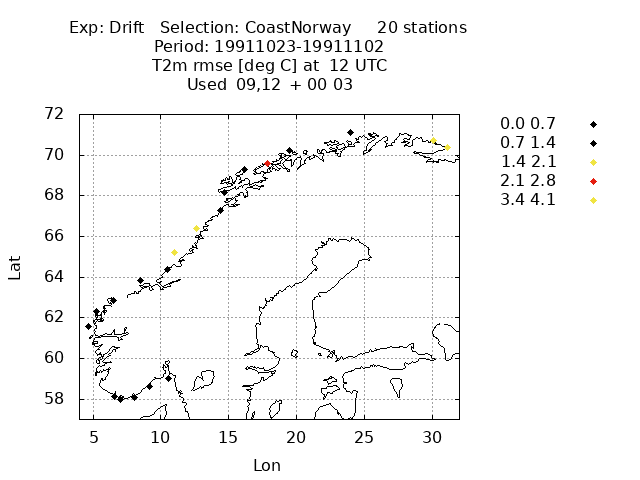 Exp: Drift   Selection: CoastNorway     20 stations
Period: 19911023-19911102
T2m rmse [deg C] at  12 UTC
Used  09,12  + 00 03
0.0 0.7
0.7 1.4
1.4 2.1
2.1 2.8
3.4 4.1
72
70
68
66
64
62
60
58
Lat
5 10 15 20 25 30
Lon